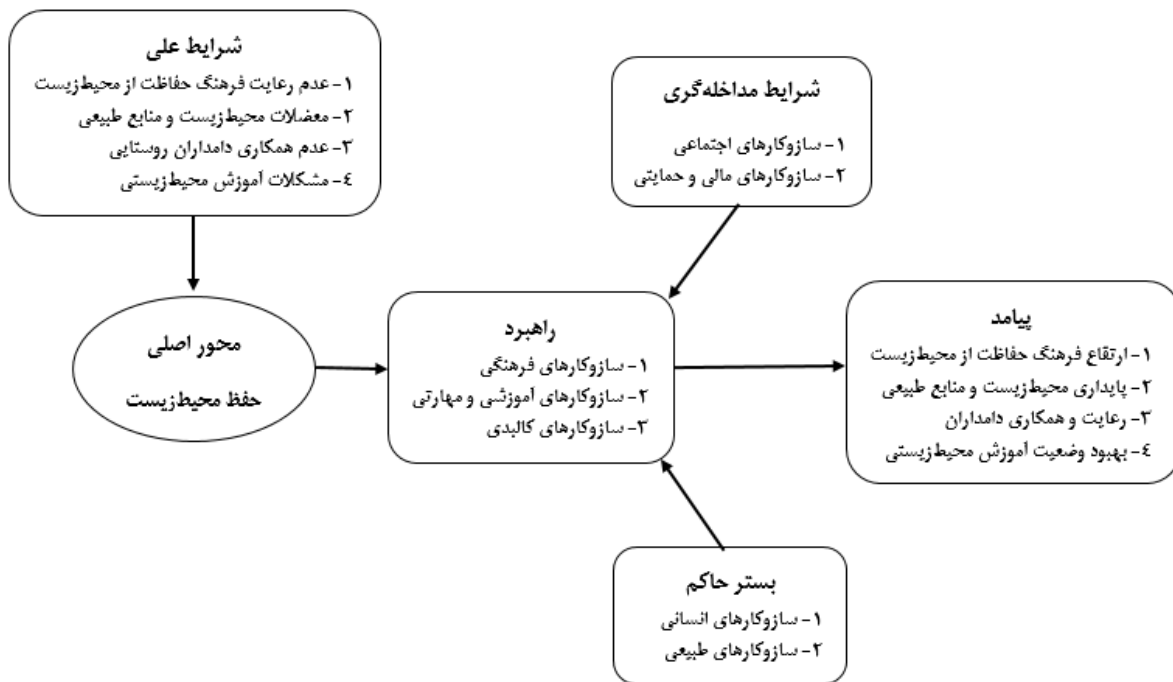 شرایط علی
۱- عدم رعایت فرهنگ حفاظت از محیط‌زیست
۲- معضلات محیط‌زیست و منابع طبیعی
۳- عدم همکاری دامداران روستایی
٤- مشکلات آموزش محیط‌زیستی
شرایط مداخله‌گری
۱- سازوکارهای اجتماعی
۲- سازوکارهای مالی و حمایتی
محور اصلی
حفظ محیط‌زیست
راهبرد
۱- سازوکارهای فرهنگی
۲- سازوکارهای آموزشی و مهارتی
۳- سازوکارهای کالبدی
پیامد
۱- ارتقاع فرهنگ حفاظت از محیط‌زیست
۲- پایداری محیط‌زیست و منابع طبیعی
۳- رعایت و همکاری دامداران
٤- بهبود وضعیت آموزش محیط‌زیستی
بستر حاکم
۱- سازوکارهای انسانی
۲- سازوکارهای طبیعی